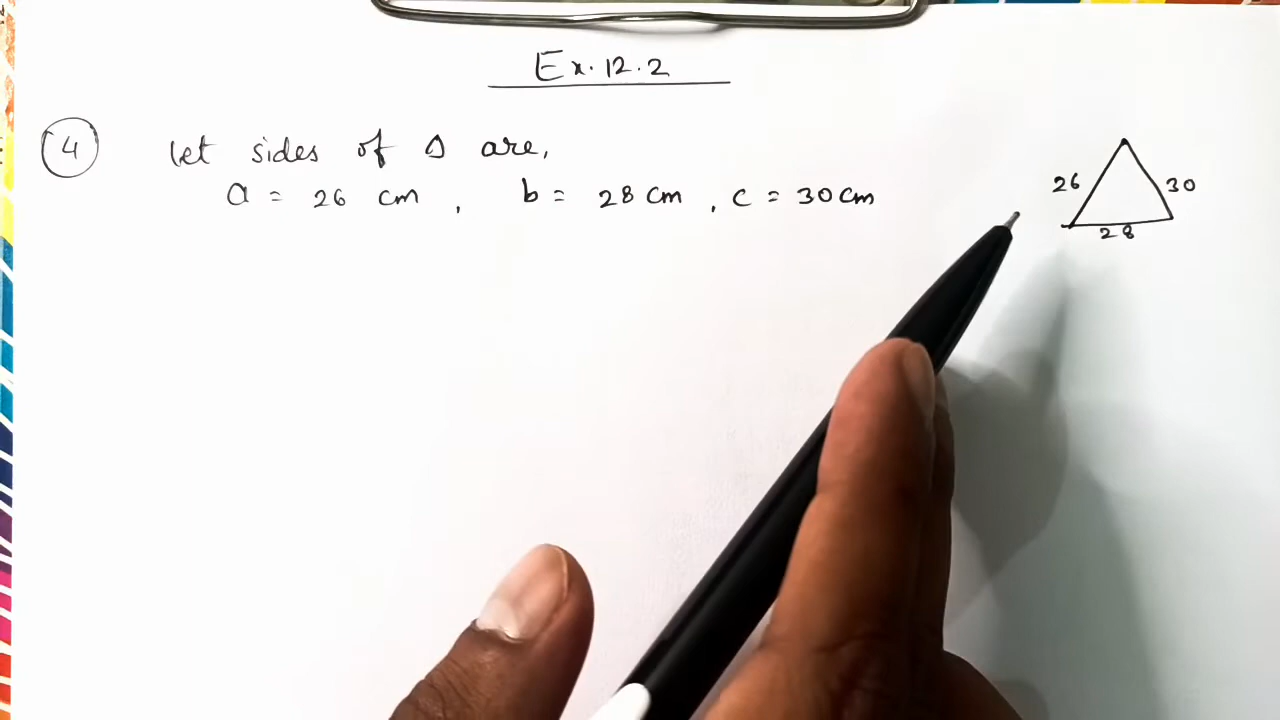 Ex. 12.2
4 Let sides of Δ are,
a = 26 cm, b = 28 cm, c = 30 cm
26 30
28